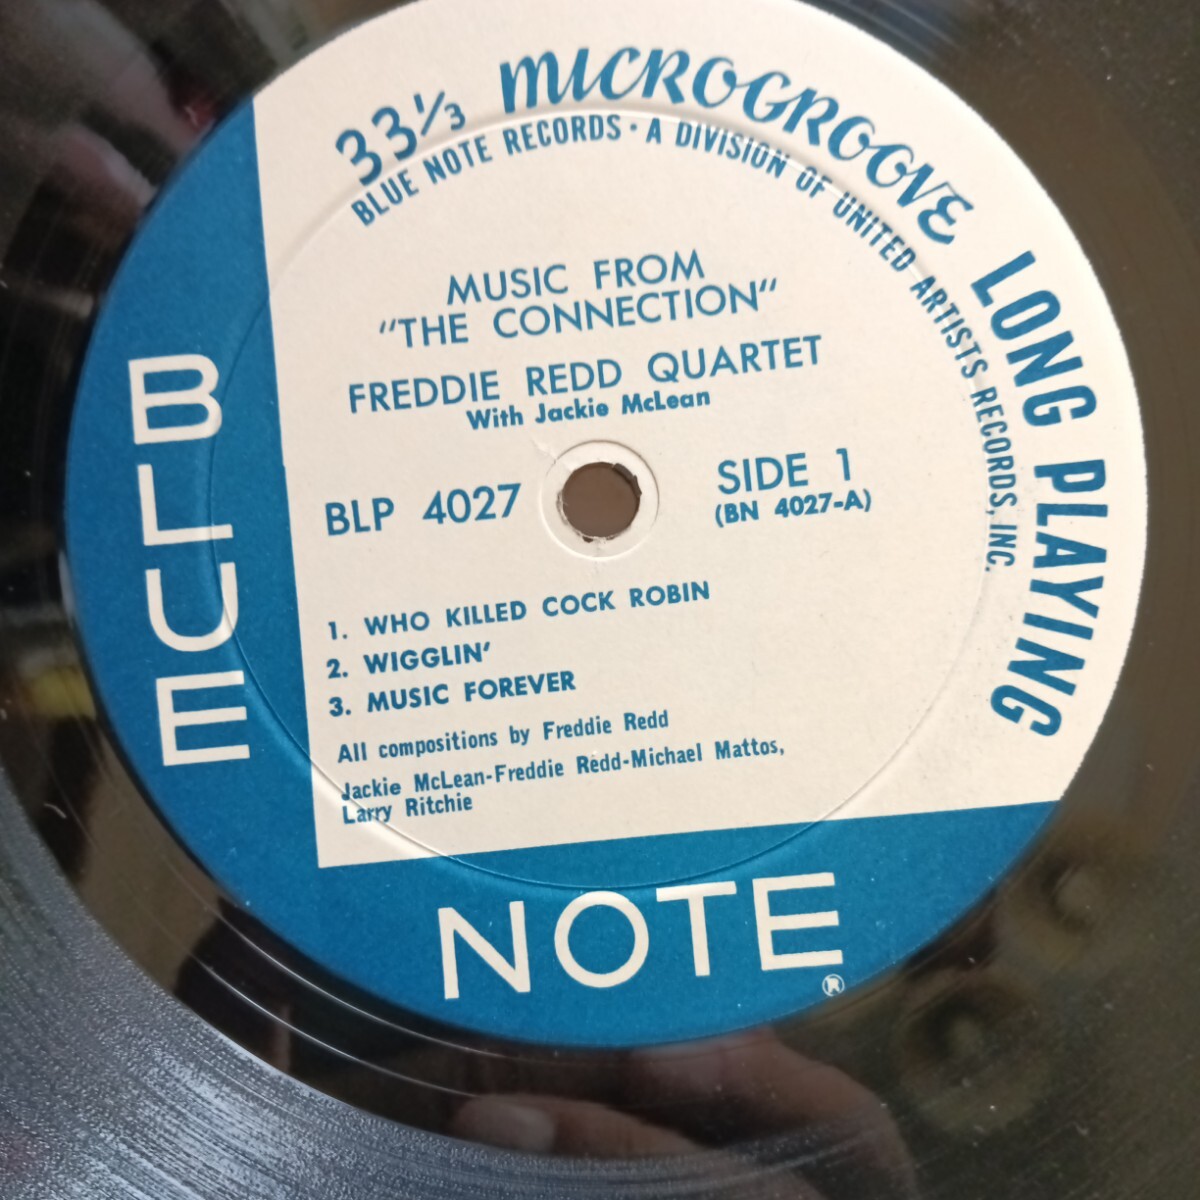 33⅓ MICROGROOVE LONG PLAYING
BLUE NOTE RECORDS · A DIVISION OF UNITED ARTISTS RECORDS, INC.
MUSIC FROM
"THE CONNECTION"
FREDDIE REDD QUARTET
With Jackie McLean
BLP 4027
SIDE 1
(BN 4027-A)
1. WHO KILLED COCK ROBIN
2. WIGGLIN'
3. MUSIC FOREVER
All compositions by Freddie Redd
Jackie McLean-Freddie Redd-Michael Mattos,
Larry Ritchie
BLUE
NOTE
®